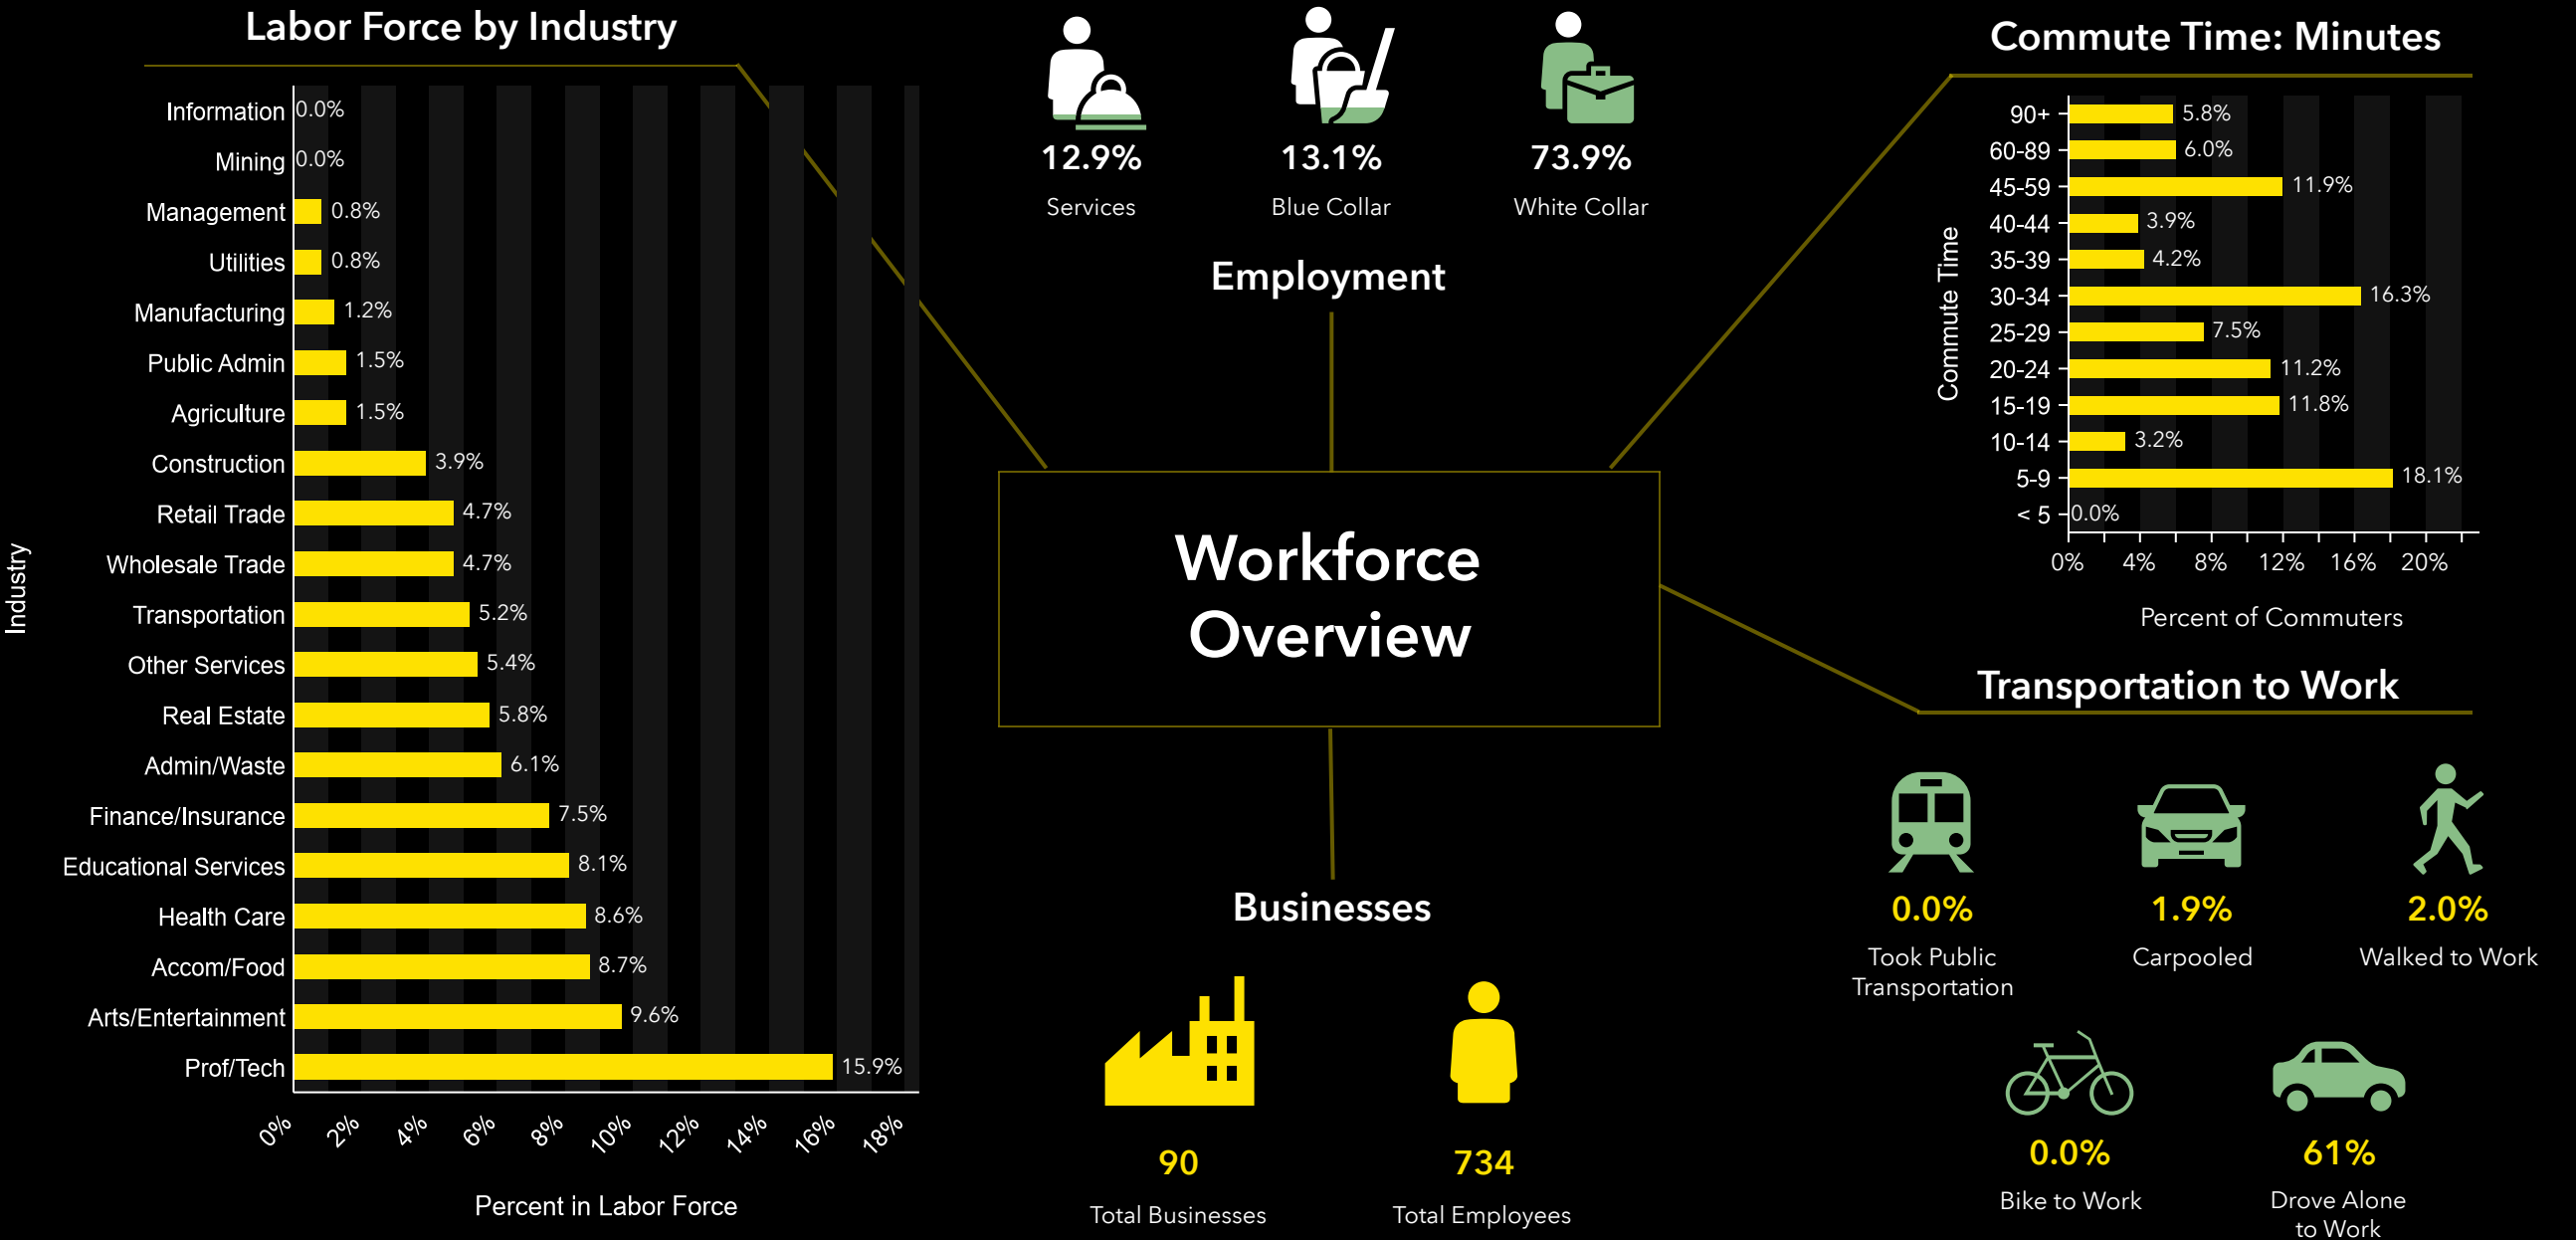 Labor Force by Industry
Industry
Information 0.0%
Mining 0.0%
Management 0.8%
Utilities 0.8%
Manufacturing 1.2%
Public Admin 1.5%
Agriculture 1.5%
Construction 3.9%
Retail Trade 4.7%
Wholesale Trade 4.7%
Transportation 5.2%
Other Services 5.4%
Real Estate 5.8%
Admin/Waste 6.1%
Finance/Insurance 7.5%
Educational Services 8.1%
Health Care 8.6%
Accom/Food 8.7%
Arts/Entertainment 9.6%
Prof/Tech 15.9%
0% 2% 4% 6% 8% 10% 12% 14% 16% 18%
Percent in Labor Force
12.9% 13.1% 73.9%
Services Blue Collar White Collar
Employment
Workforce
Overview
Businesses
90 734
Total Businesses Total Employees
Commute Time: Minutes
Commute Time
90+ 5.8%
60-89 6.0%
45-59 11.9%
40-44 3.9%
35-39 4.2%
30-34 16.3%
25-29 7.5%
20-24 11.2%
15-19 11.8%
10-14 3.2%
5-9 18.1%
< 5 0.0%
0% 4% 8% 12% 16% 20%
Percent of Commuters
Transportation to Work
0.0% 1.9% 2.0%
Took Public Carpooled Walked to Work
Transportation
0.0% 61%
Bike to Work Drove Alone
to Work